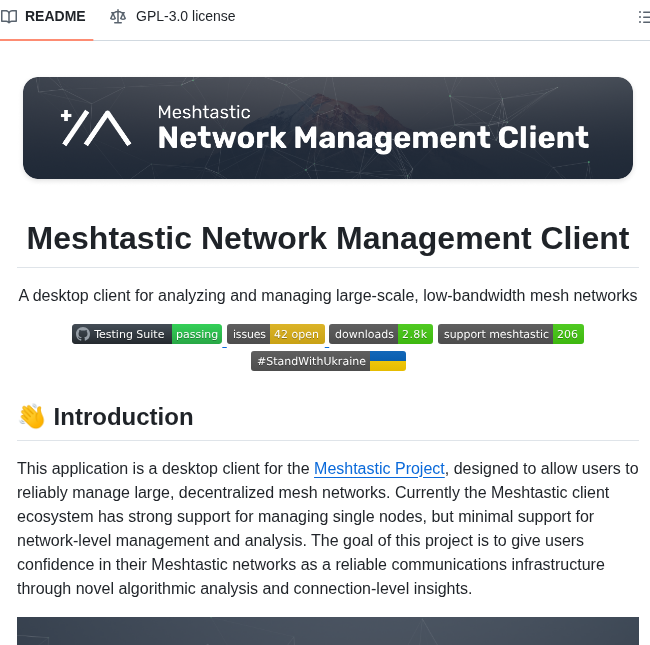 README
GPL-3.0 license
Meshtastic
Network Management Client
Meshtastic Network Management Client
A desktop client for analyzing and managing large-scale, low-bandwidth mesh networks
Testing Suite passing issues 42 open downloads 2.8k support meshtastic 206
#StandWithUkraine
👋 Introduction
This application is a desktop client for the Meshtastic Project, designed to allow users to
reliably manage large, decentralized mesh networks. Currently the Meshtastic client
ecosystem has strong support for managing single nodes, but minimal support for
network-level management and analysis. The goal of this project is to give users
confidence in their Meshtastic networks as a reliable communications infrastructure
through novel algorithmic analysis and connection-level insights.